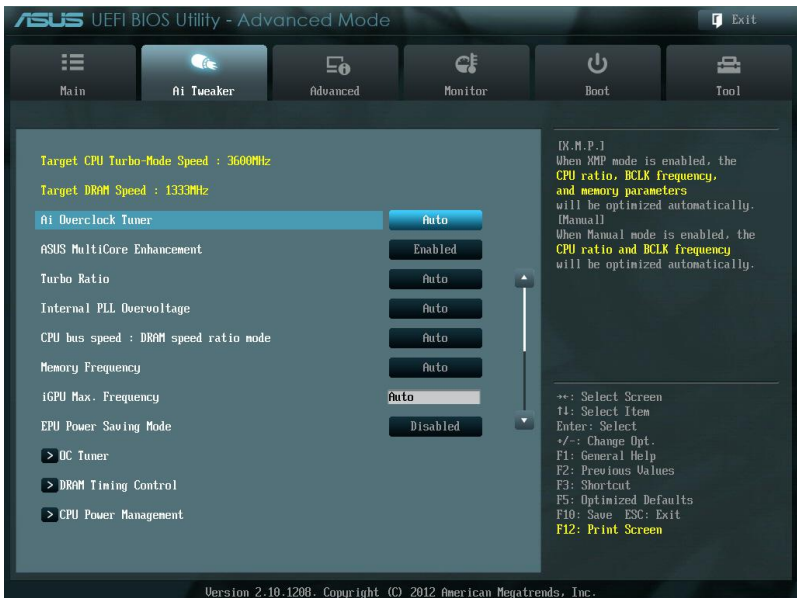 ASUS UEFI BIOS Utility - Advanced Mode
Exit
Main
Ai Tweaker
Advanced
Monitor
Boot
Tool
Target CPU Turbo-Mode Speed : 3600MHz
Target DRAM Speed : 1333MHz
Ai Overclock Tuner Auto
ASUS MultiCore Enhancement Enabled
Turbo Ratio Auto
Internal PLL Overvoltage Auto
CPU bus speed : DRAM speed ratio mode Auto
Memory Frequency Auto
iGPU Max. Frequency Auto
EPU Power Saving Mode Disabled
> OC Tuner
> DRAM Timing Control
> CPU Power Management
[X.M.P.]
When XMP mode is enabled, the
CPU ratio, BCLK frequency,
and memory parameters
will be optimized automatically.
[Manual]
When Manual mode is enabled, the
CPU ratio and BCLK frequency
will be optimized automatically.
→←: Select Screen
↑↓: Select Item
Enter: Select
+/-: Change Opt.
F1: General Help
F2: Previous Values
F3: Shortcut
F5: Optimized Defaults
F10: Save ESC: Exit
F12: Print Screen
Version 2.10.1208. Copyright (C) 2012 American Megatrends, Inc.